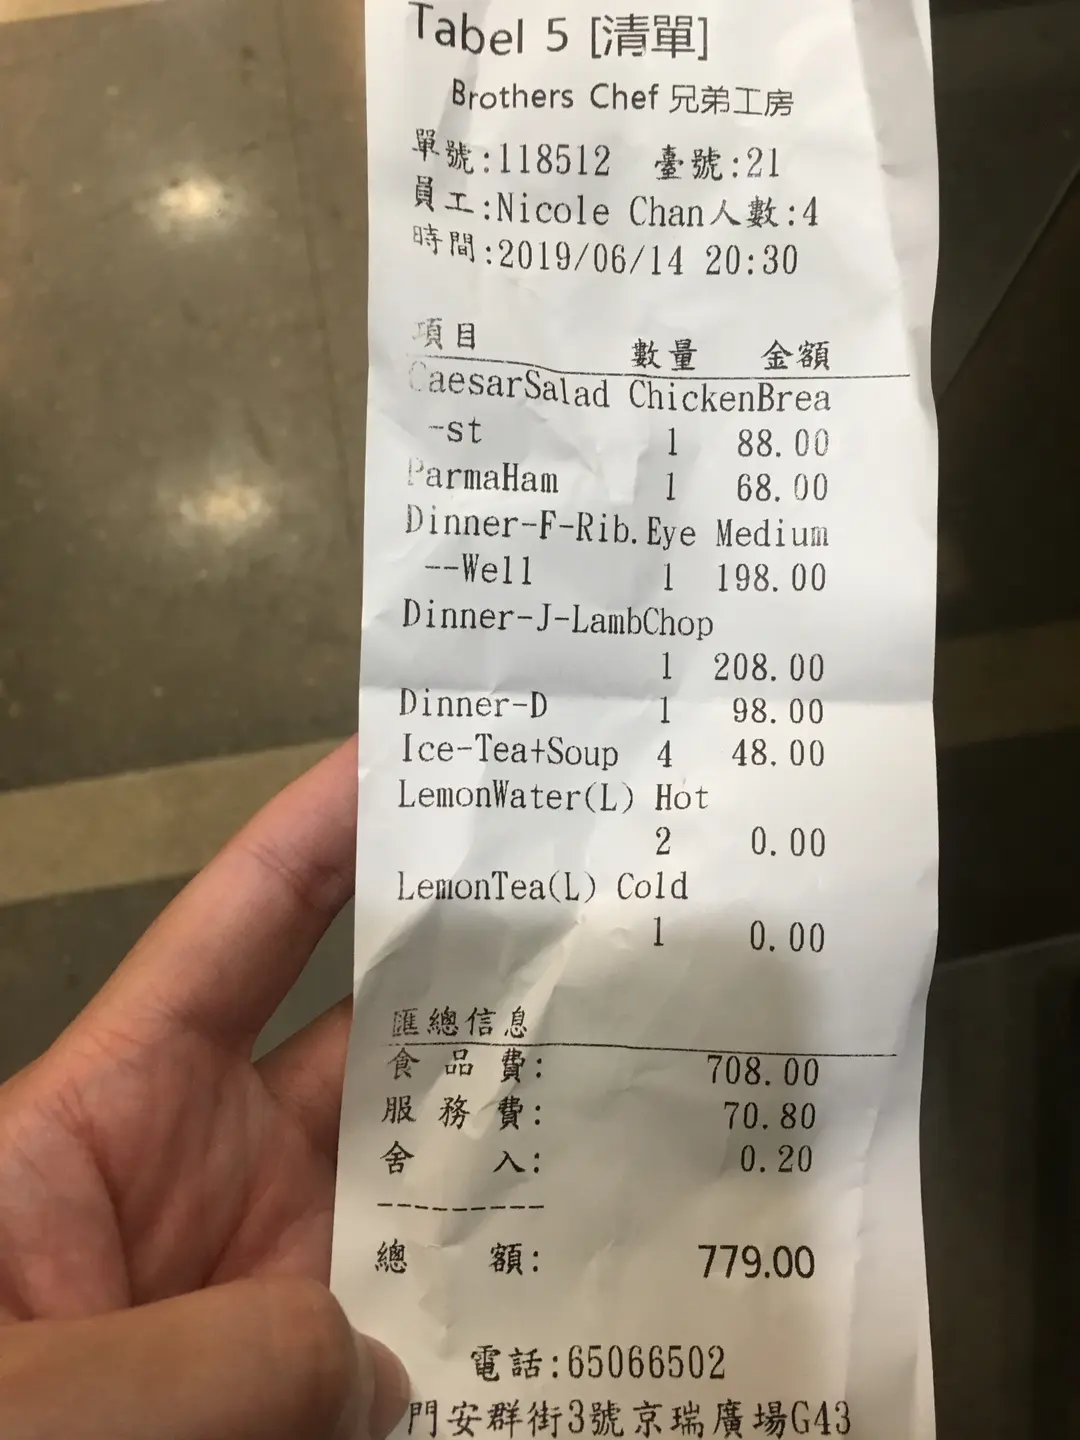 Tabel 5 [清單]
Brothers Chef 兄弟工房
單號:118512 臺號:21
員工:Nicole Chan人數:4
時間:2019/06/14 20:30
項目 數量 金額
CaesarSalad ChickenBrea
-st 1 88.00
ParmaHam 1 68.00
Dinner-F-Rib.Eye Medium
--Well 1 198.00
Dinner-J-LambChop
1 208.00
Dinner-D 1 98.00
Ice-Tea+Soup 4 48.00
LemonWater(L) Hot
2 0.00
LemonTea(L) Cold
1 0.00
匯總信息
食品費: 708.00
服務費: 70.80
舍入: 0.20
---------
總額: 779.00
電話:65066502
門安群街3號京瑞廣場G43